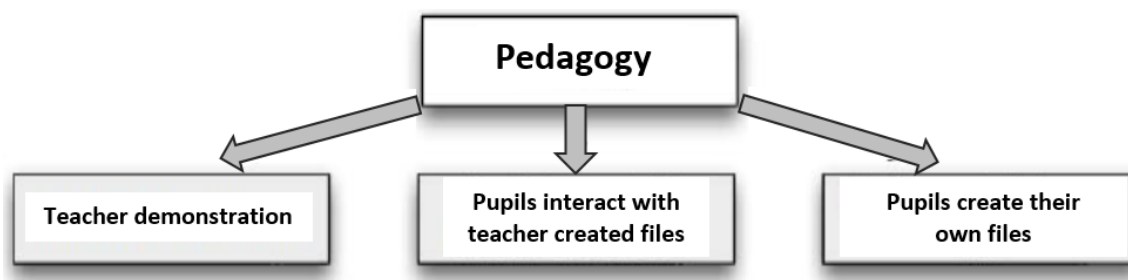 Pedagogy
Teacher demonstration
Pupils interact with
teacher created files
Pupils create their
own files